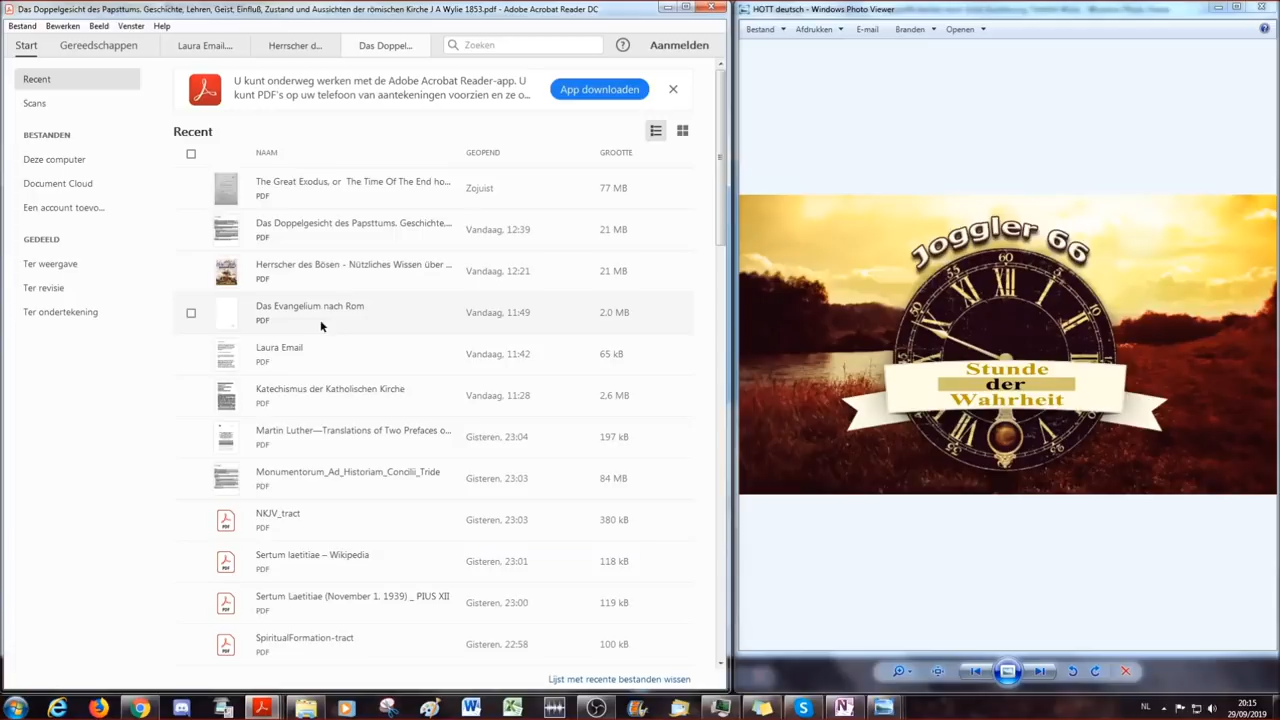 Das Doppelgesicht des Papsttums. Geschichte, Lehren, Geist, Einfluß, Zustand und Aussichten der römischen Kirche J A Wylie 1853.pdf - Adobe Acrobat Reader DC
Bestand Bewerken Beeld Venster Help
Start Gereedschappen Laura Email.... Herrscher d... Das Doppel... Zoeken ? Aanmelden
Recent
Scans
BESTANDEN
Deze computer
Document Cloud
Een account toevo...
GEDEELD
Ter weergave
Ter revisie
Ter ondertekening
U kunt onderweg werken met de Adobe Acrobat Reader-app. U
kunt PDF's op uw telefoon van aantekeningen voorzien en ze o...
App downloaden
Recent
NAAM GEOPEND GROOTTE
The Great Exodus, or The Time Of The End ho... Zojuist 77 MB
PDF
Das Doppelgesicht des Papsttums. Geschichte,... Vandaag, 12:39 21 MB
PDF
Herrscher des Bösen - Nützliches Wissen über ... Vandaag, 12:21 21 MB
PDF
Das Evangelium nach Rom Vandaag, 11:49 2,0 MB
PDF
Laura Email Vandaag, 11:42 65 kB
PDF
Katechismus der Katholischen Kirche Vandaag, 11:28 2,6 MB
PDF
Martin Luther—Translations of Two Prefaces o... Gisteren, 23:04 197 kB
PDF
Monumentorum_Ad_Historiam_Concilii_Tride Gisteren, 23:03 84 MB
PDF
NKJV_tract Gisteren, 23:03 380 kB
PDF
Sertum laetitiae – Wikipedia Gisteren, 23:01 118 kB
PDF
Sertum Laetitiae (November 1, 1939) _ PIUS XII Gisteren, 23:00 119 kB
PDF
SpiritualFormation-tract Gisteren, 22:58 100 kB
PDF
Lijst met recente bestanden wissen
HOTT deutsch - Windows Photo Viewer
Bestand Afdrukken E-mail Branden Openen
Joggler 66
60
55
5
XII
Stunde
der
Wahrheit
NL 20:15
29/09/2019